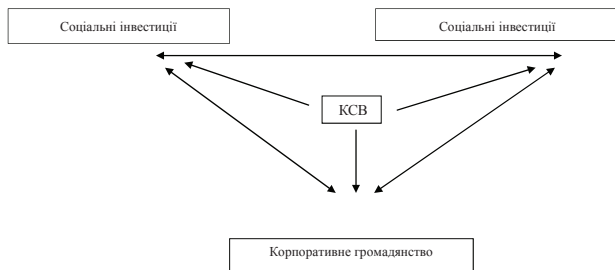 Соціальні інвестиції
Соціальні інвестиції
КСВ
Корпоративне громадянство